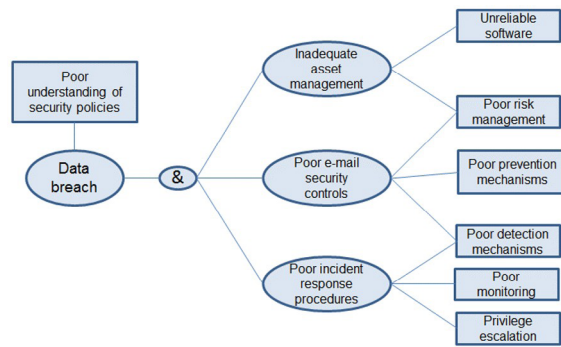 Poor
understanding of
security policies
Data
breach
&
Inadequate
asset
management
Poor e-mail
security
controls
Poor incident
response
procedures
Unreliable
software
Poor risk
management
Poor prevention
mechanisms
Poor detection
mechanisms
Poor
monitoring
Privilege
escalation